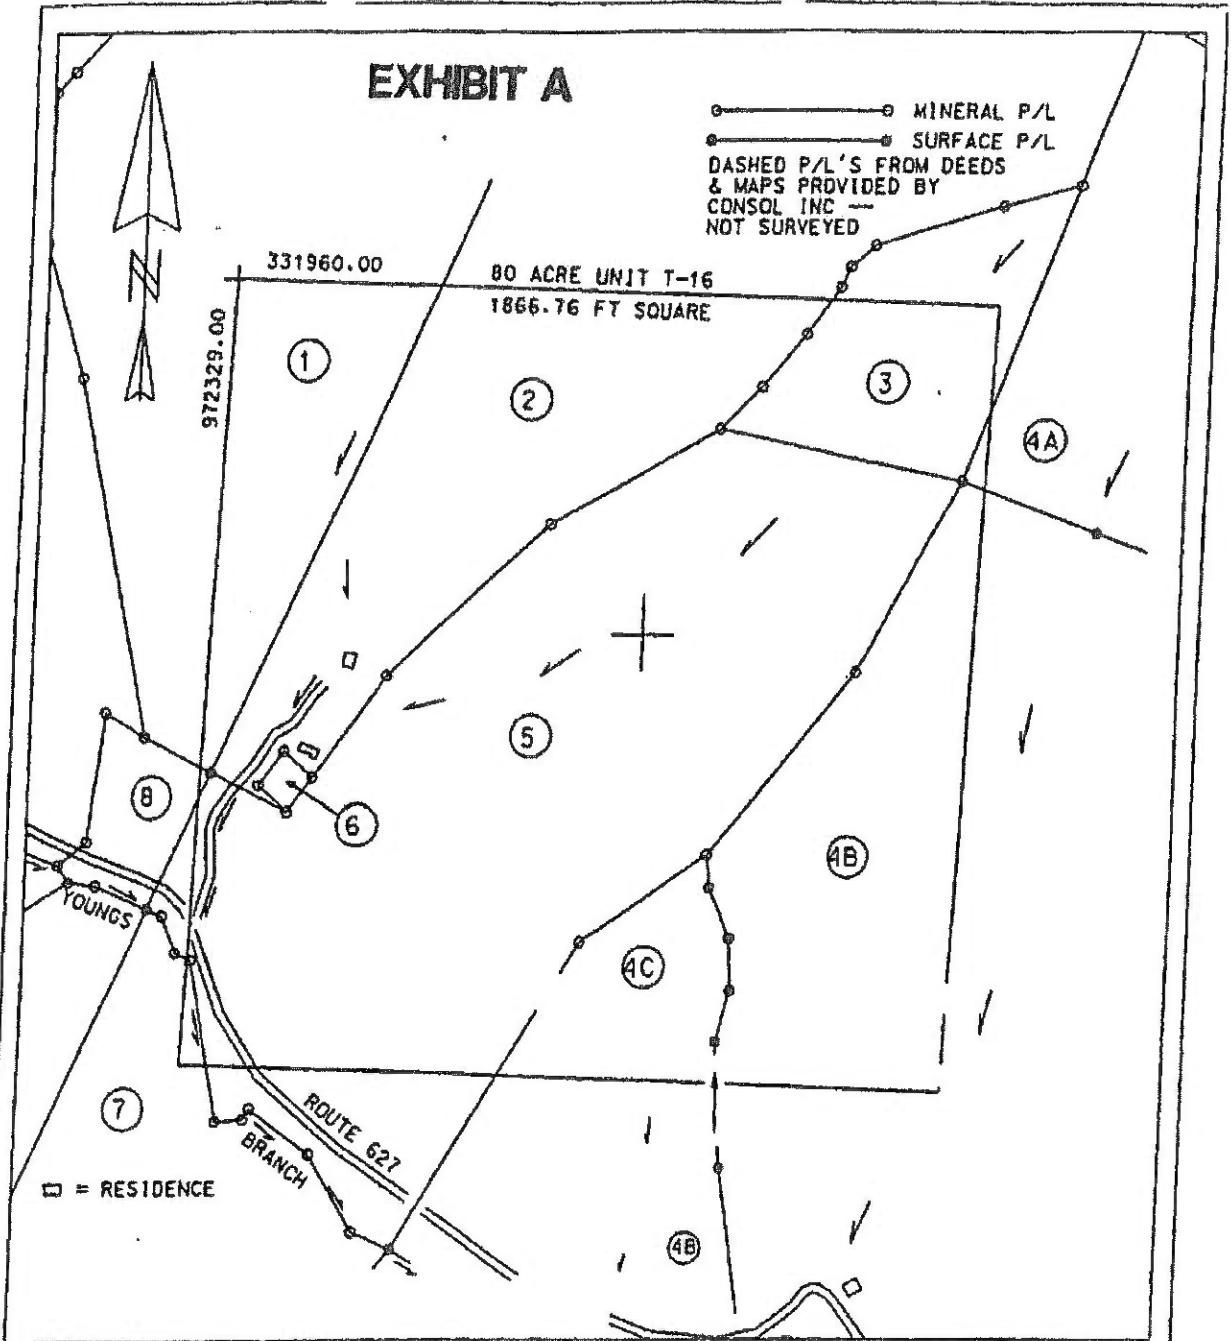 EXHIBIT A
MINERAL P/L
SURFACE P/L
DASHED P/L'S FROM DEEDS
& MAPS PROVIDED BY
CONSOL INC —
NOT SURVEYED
N
331960.00
80 ACRE UNIT T-16
1866.76 FT SQUARE
972329.00
1
2
3
4A
5
6
8
4B
YOUNGS
4C
7
ROUTE 627
BRANCH
= RESIDENCE
4B